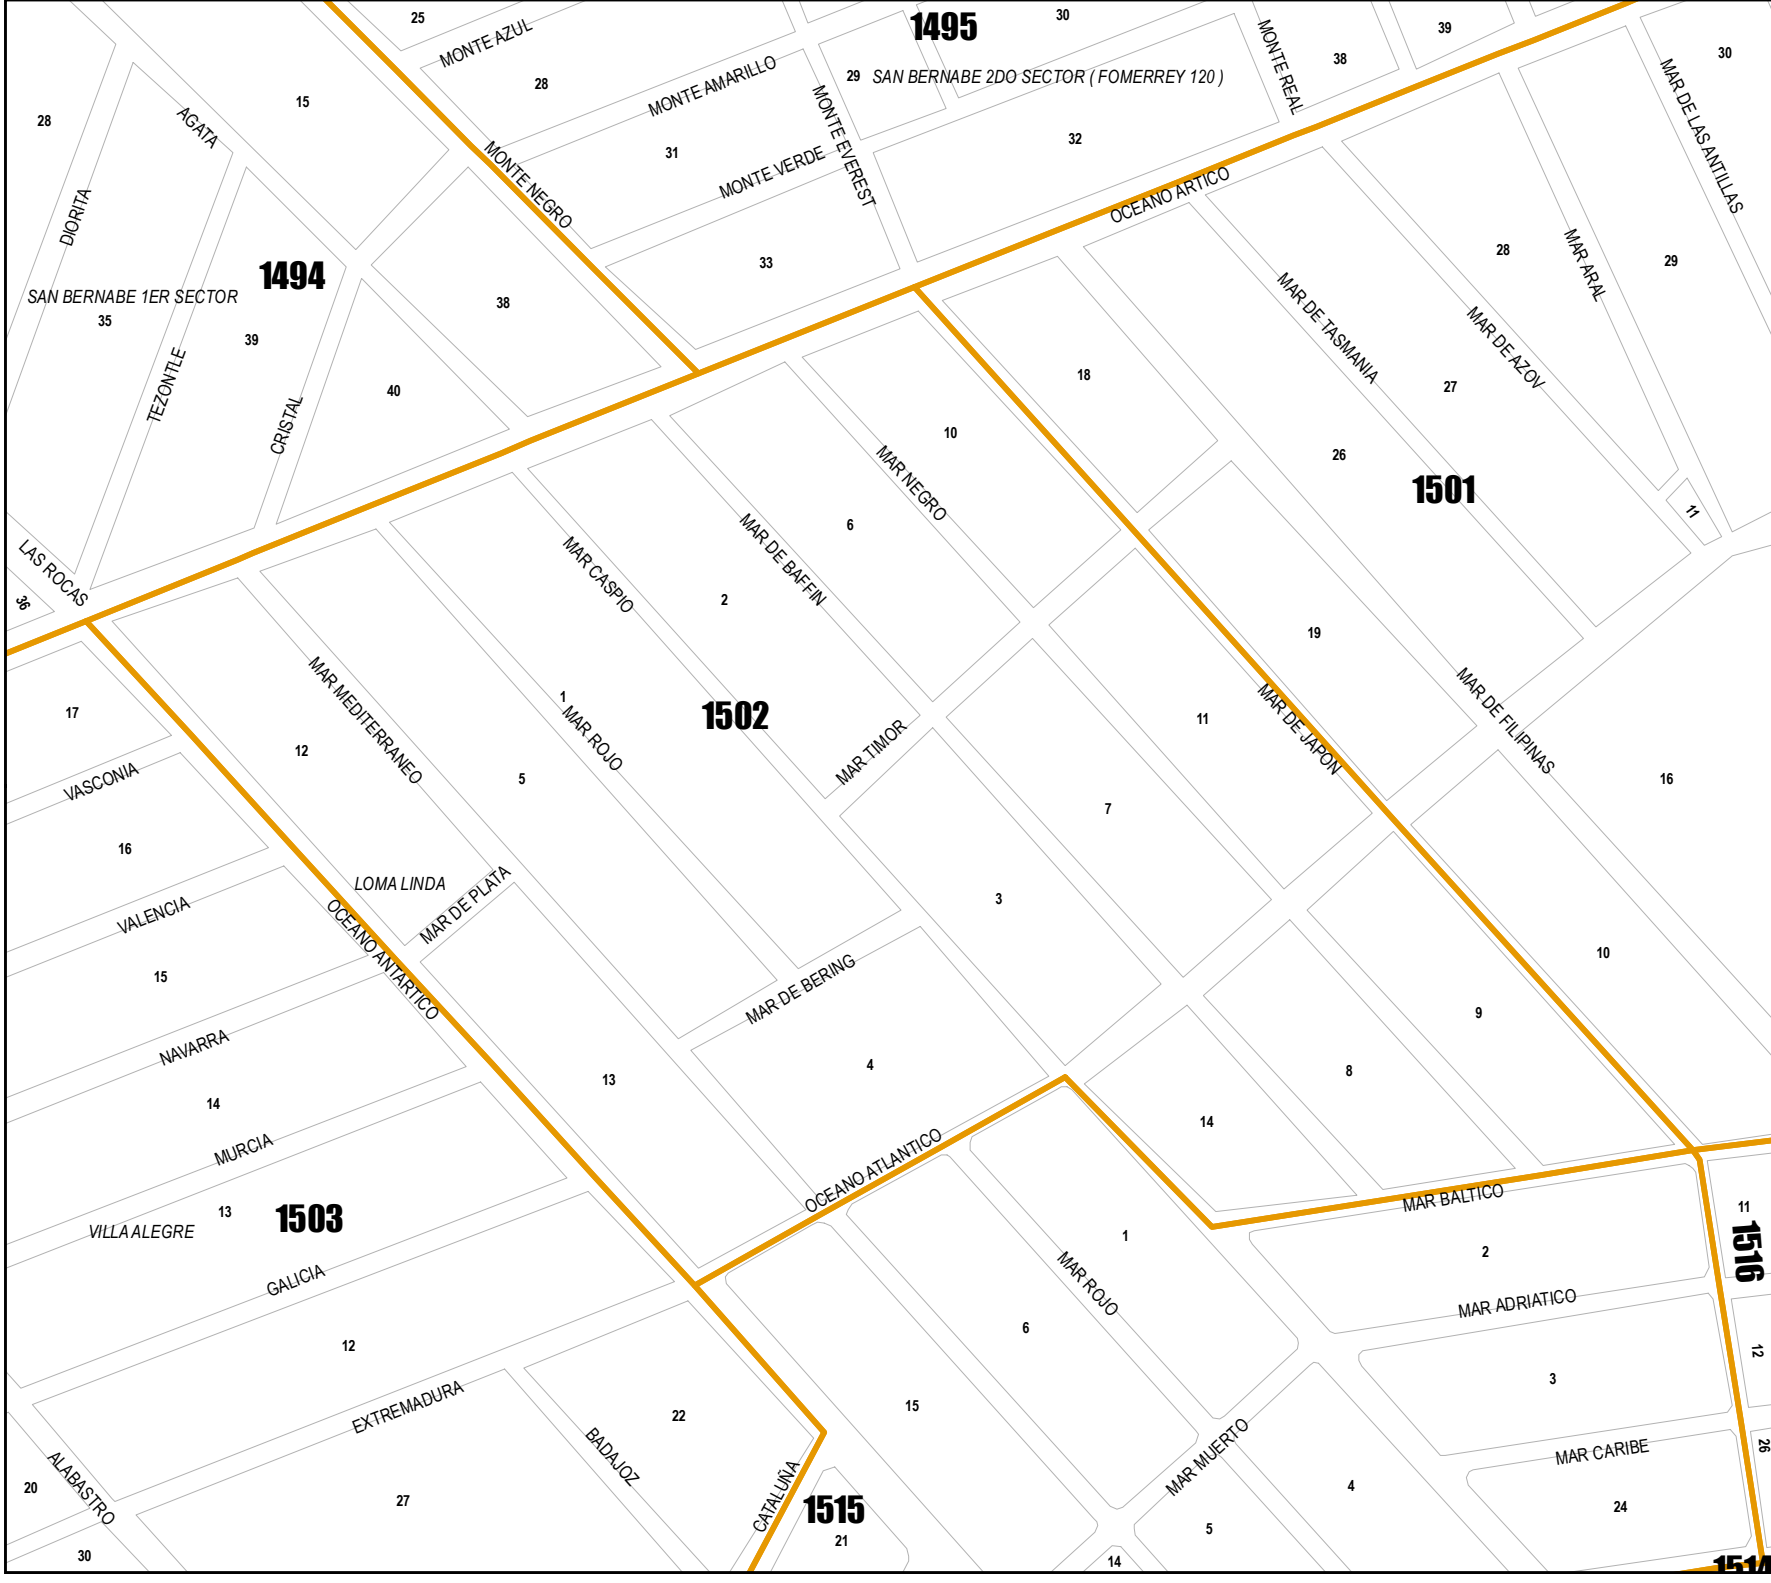 25
MONTE AZUL
1495
30
39
30
MONTE REAL
38
MAR DE LAS ANTILLAS
28
MONTE AMARILLO
29
SAN BERNABE 2DO SECTOR ( FOMERREY 120 )
28
AGATA
15
MONTE EVEREST
32
31
MONTE VERDE
MONTE NEGRO
OCEANO ARTICO
DIORITA
1494
SAN BERNABE 1ER SECTOR
35
39
38
33
28
MAR ARAL
29
MAR DE TASMANIA
MAR DE AZOV
TEZONTLE
CRISTAL
40
18
27
10
26
MAR NEGRO
1501
11
6
MAR DE BAFFIN
MAR CASPIO
LAS ROCAS
36
2
19
MAR MEDITERRANEO
1
MAR ROJO
1502
MAR TIMOR
11
MAR DE JAPON
MAR DE FILIPINAS
17
12
VASCONIA
5
16
7
16
LOMA LINDA
MAR DE PLATA
3
VALENCIA
OCEANO ANTARTICO
15
MAR DE BERING
10
9
NAVARRA
13
4
8
14
14
MURCIA
OCEANO ATLANTICO
MAR BALTICO
13
1503
VILLA ALEGRE
1
2
11
1516
GALICIA
MAR ROJO
MAR ADRIATICO
6
12
12
3
EXTREMADURA
22
15
BADAJOZ
MAR MUERTO
MAR CARIBE
26
ALABASTRO
20
27
CATALUÑA
1515
21
4
24
5
30
14
1514